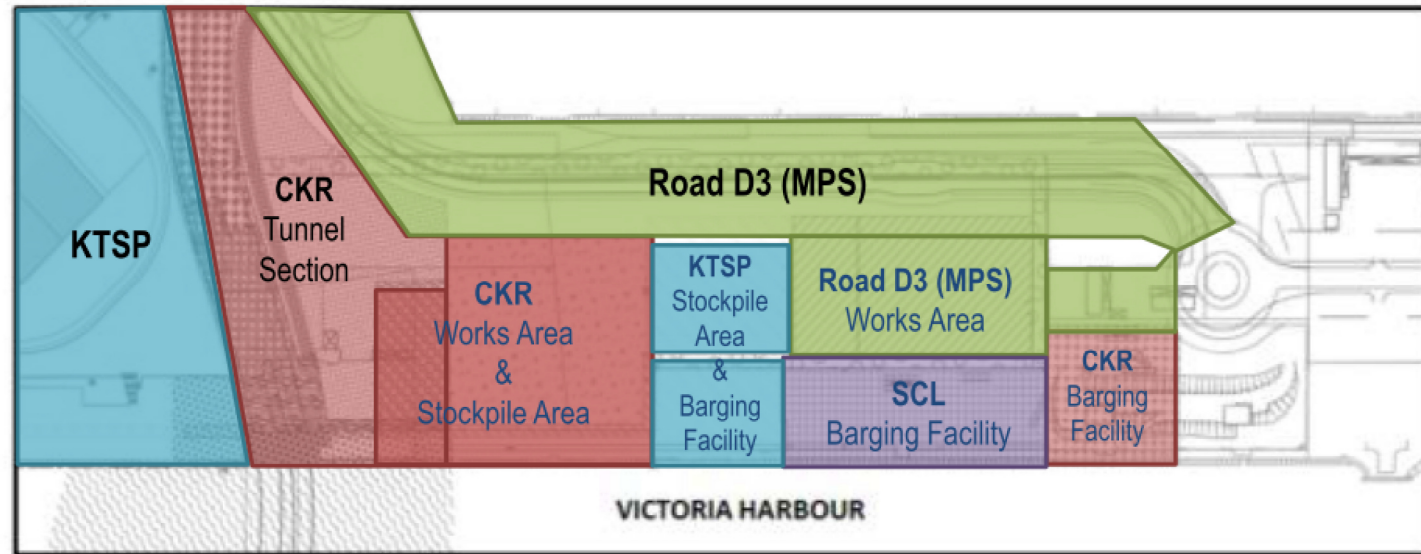 KTSP
CKR
Tunnel
Section
Road D3 (MPS)
CKR
Works Area
&
Stockpile Area
KTSP
Stockpile
Area
&
Barging
Facility
Road D3 (MPS)
Works Area
SCL
Barging Facility
CKR
Barging
Facility
VICTORIA HARBOUR